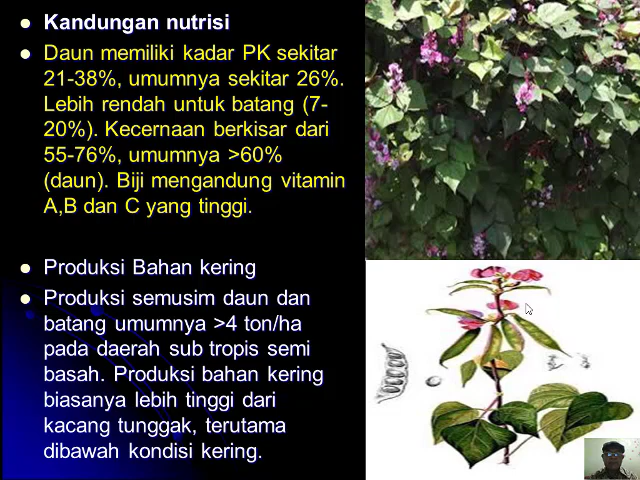 Kandungan nutrisi
Daun memiliki kadar PK sekitar
21-38%, umumnya sekitar 26%.
Lebih rendah untuk batang (7-
20%). Kecernaan berkisar dari
55-76%, umumnya >60%
(daun). Biji mengandung vitamin
A,B dan C yang tinggi.
Produksi Bahan kering
Produksi semusim daun dan
batang umumnya >4 ton/ha
pada daerah sub tropis semi
basah. Produksi bahan kering
biasanya lebih tinggi dari
kacang tunggak, terutama
dibawah kondisi kering.